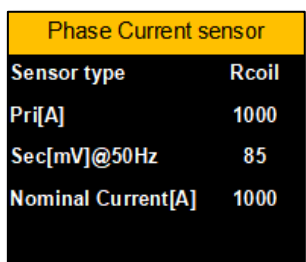 Phase Current sensor
Sensor type Rcoil
Pri[A] 1000
Sec[mV]@50Hz 85
Nominal Current[A] 1000